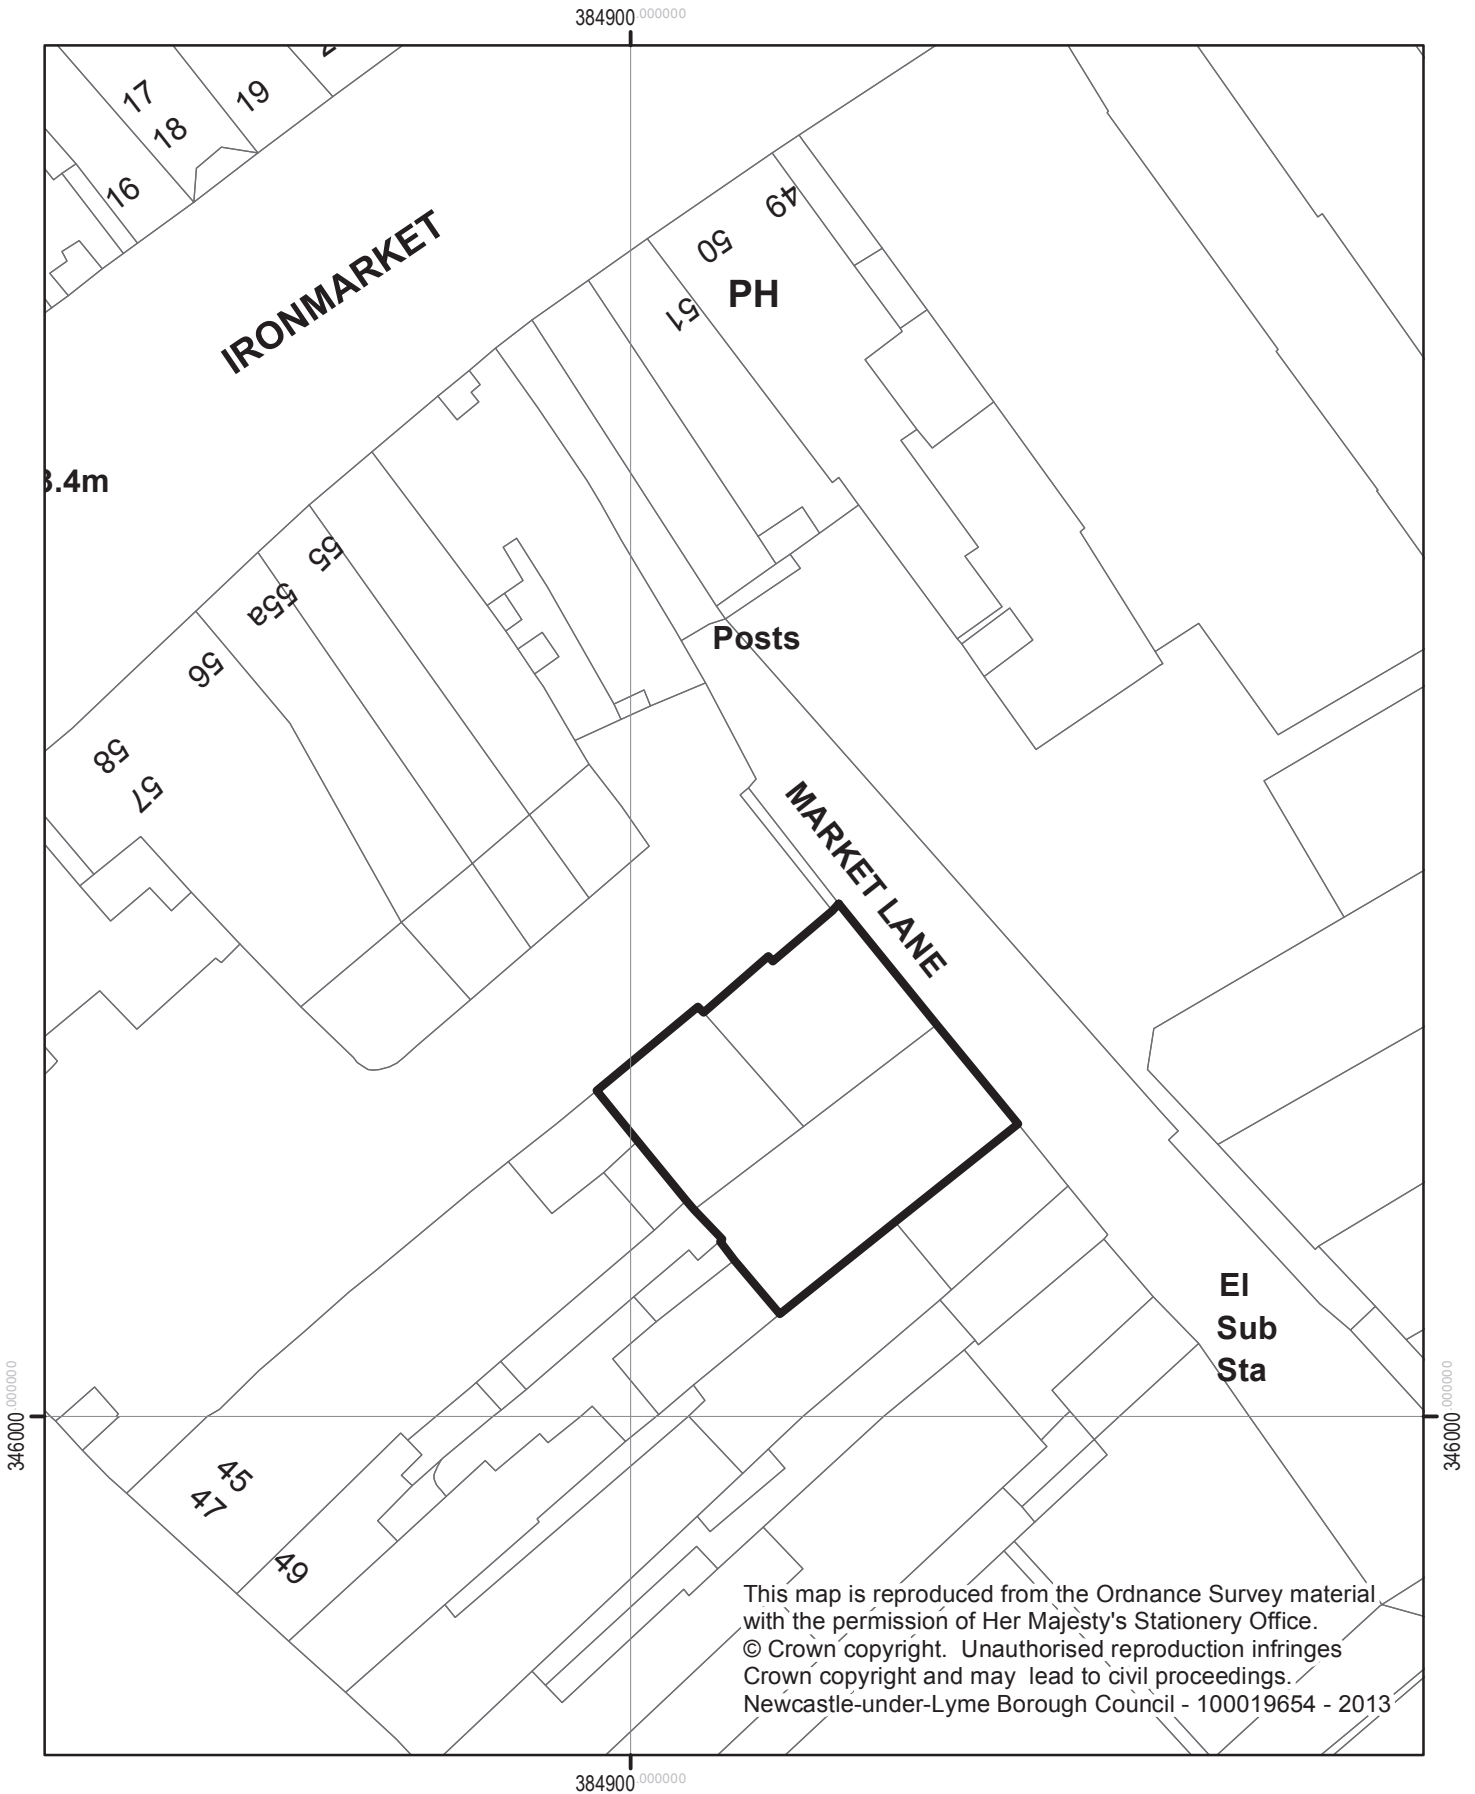 384900.000000
17
18
19
16
IRONMARKET
49
50
PH
51
.4m
55
55a
56
58
57
Posts
MARKET LANE
El
Sub
Sta
346000.000000
346000.000000
45
47
49
This map is reproduced from the Ordnance Survey material
with the permission of Her Majesty's Stationery Office.
© Crown copyright. Unauthorised reproduction infringes
Crown copyright and may lead to civil proceedings.
Newcastle-under-Lyme Borough Council - 100019654 - 2013
384900.000000